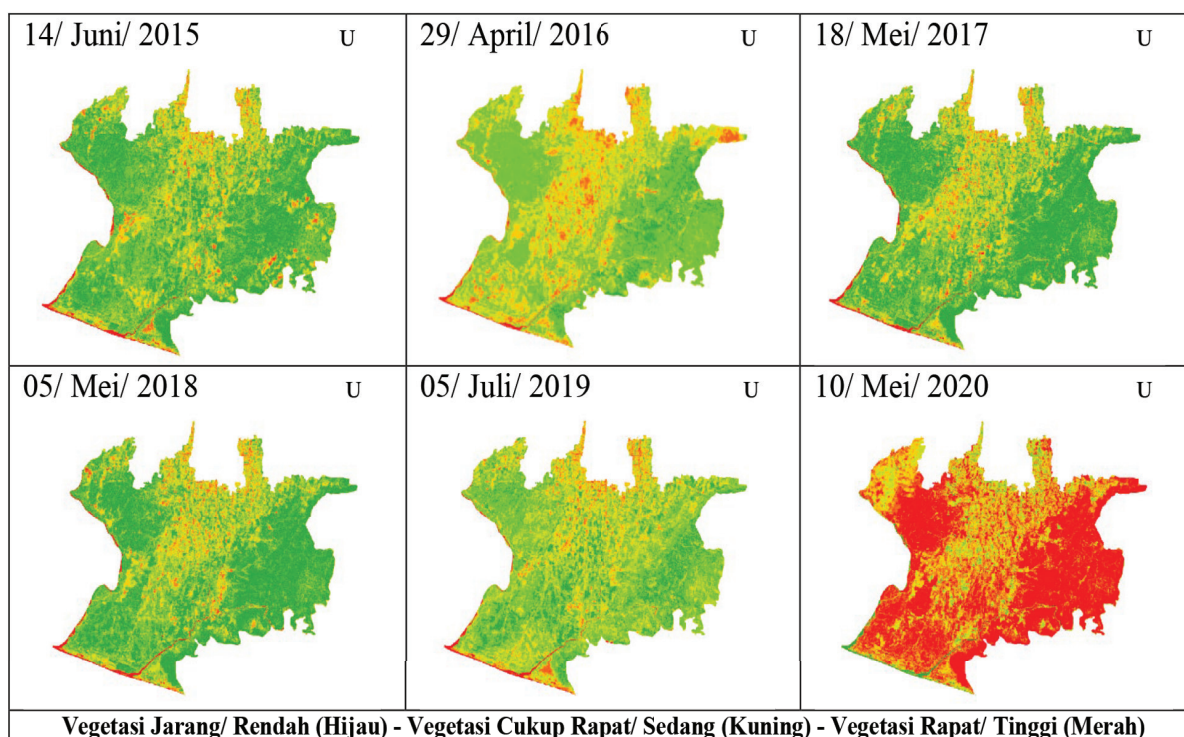 14/ Juni/ 2015 U
29/ April/ 2016 U
18/ Mei/ 2017 U
05/ Mei/ 2018 U
05/ Juli/ 2019 U
10/ Mei/ 2020 U
Vegetasi Jarang/ Rendah (Hijau) - Vegetasi Cukup Rapat/ Sedang (Kuning) - Vegetasi Rapat/ Tinggi (Merah)